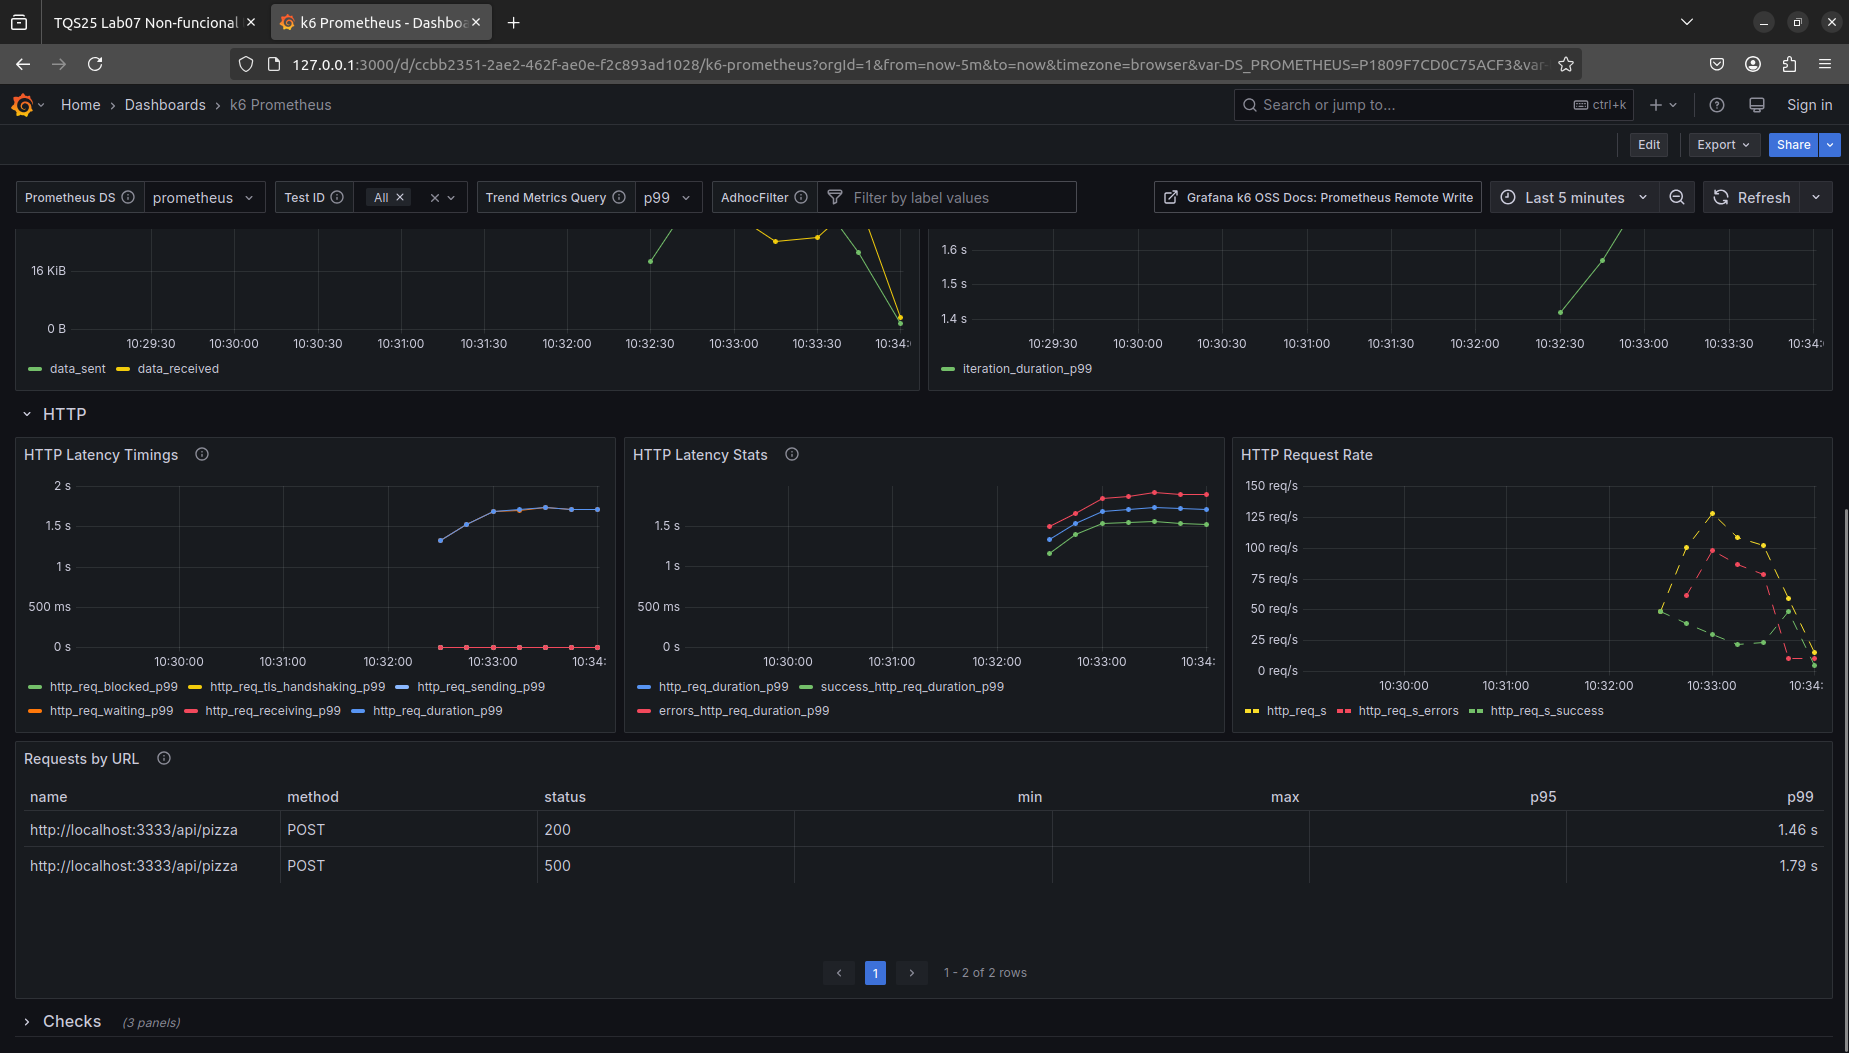 TQS25 Lab07 Non-funcional
k6 Prometheus - Dashboa
127.0.0.1:3000/d/ccbb2351-2ae2-462f-ae0e-f2c893ad1028/k6-prometheus?orgId=1&from=now-5m&to=now&timezone=browser&var-DS_PROMETHEUS=P1809F7CD0C75ACF3&var-
Home › Dashboards › k6 Prometheus
Search or jump to... ctrl+k
Sign in
Edit Export Share
Prometheus DS prometheus Test ID All Trend Metrics Query p99 AdhocFilter Filter by label values Grafana k6 OSS Docs: Prometheus Remote Write Last 5 minutes Refresh
16 KiB
0 B
10:29:30 10:30:00 10:30:30 10:31:00 10:31:30 10:32:00 10:32:30 10:33:00 10:33:30 10:34:
data_sent data_received
1.6 s
1.5 s
1.4 s
10:29:30 10:30:00 10:30:30 10:31:00 10:31:30 10:32:00 10:32:30 10:33:00 10:33:30 10:34:
iteration_duration_p99
HTTP
HTTP Latency Timings
2 s
1.5 s
1 s
500 ms
0 s
10:30:00 10:31:00 10:32:00 10:33:00 10:34:
http_req_blocked_p99 http_req_tls_handshaking_p99 http_req_sending_p99
http_req_waiting_p99 http_req_receiving_p99 http_req_duration_p99
HTTP Latency Stats
1.5 s
1 s
500 ms
0 s
10:30:00 10:31:00 10:32:00 10:33:00 10:34:
http_req_duration_p99 success_http_req_duration_p99
errors_http_req_duration_p99
HTTP Request Rate
150 req/s
125 req/s
100 req/s
75 req/s
50 req/s
25 req/s
0 req/s
10:30:00 10:31:00 10:32:00 10:33:00 10:34:
http_req_s http_req_s_errors http_req_s_success
Requests by URL
name method status min max p95 p99
http://localhost:3333/api/pizza POST 200 1.46 s
http://localhost:3333/api/pizza POST 500 1.79 s
1
1 - 2 of 2 rows
Checks (3 panels)